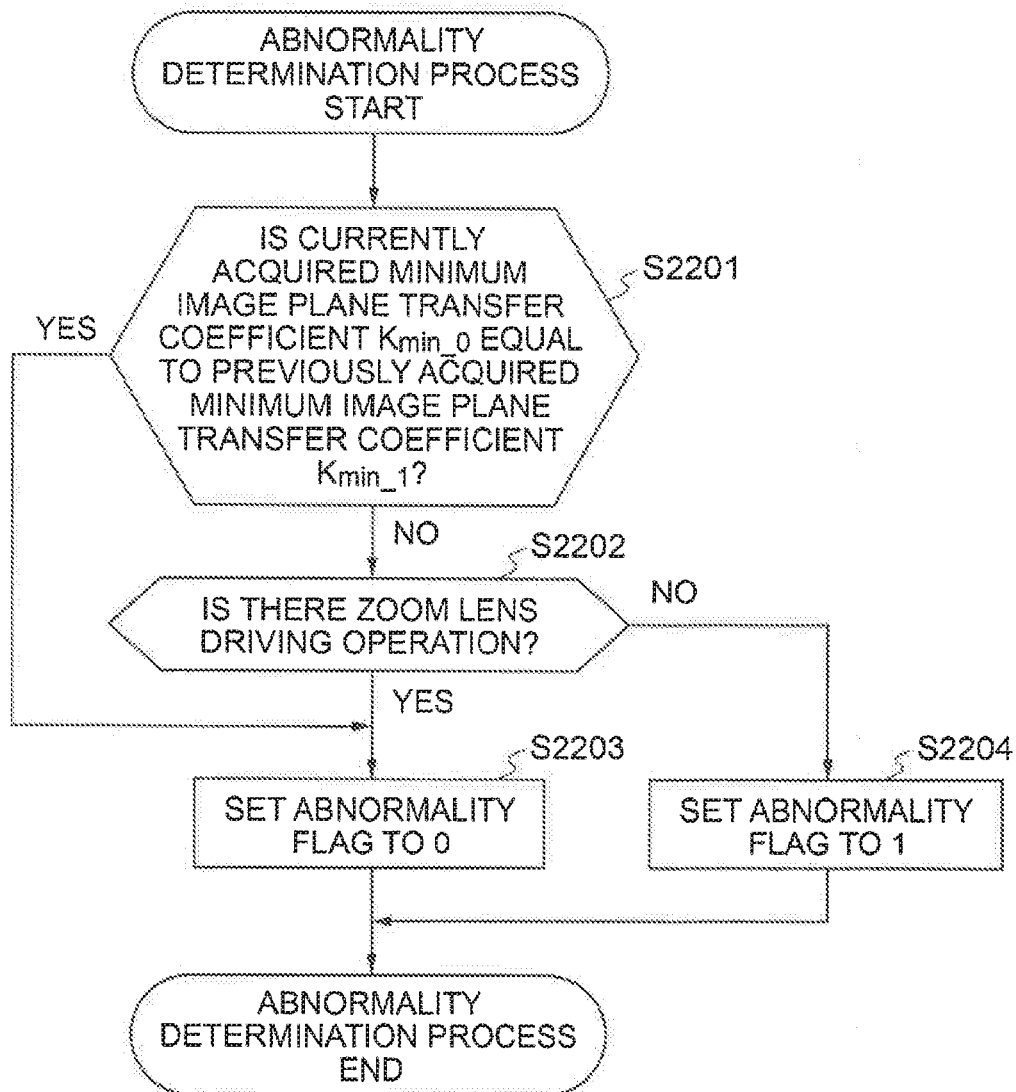 ABNORMALITY
DETERMINATION PROCESS
START
IS CURRENTLY
ACQUIRED MINIMUM
IMAGE PLANE TRANSFER
COEFFICIENT Kmin_0 EQUAL
TO PREVIOUSLY ACQUIRED
MINIMUM IMAGE PLANE
TRANSFER COEFFICIENT
Kmin_1?
S2201
YES
NO
S2202
IS THERE ZOOM LENS
DRIVING OPERATION?
NO
YES
S2203
SET ABNORMALITY
FLAG TO 0
S2204
SET ABNORMALITY
FLAG TO 1
ABNORMALITY
DETERMINATION PROCESS
END